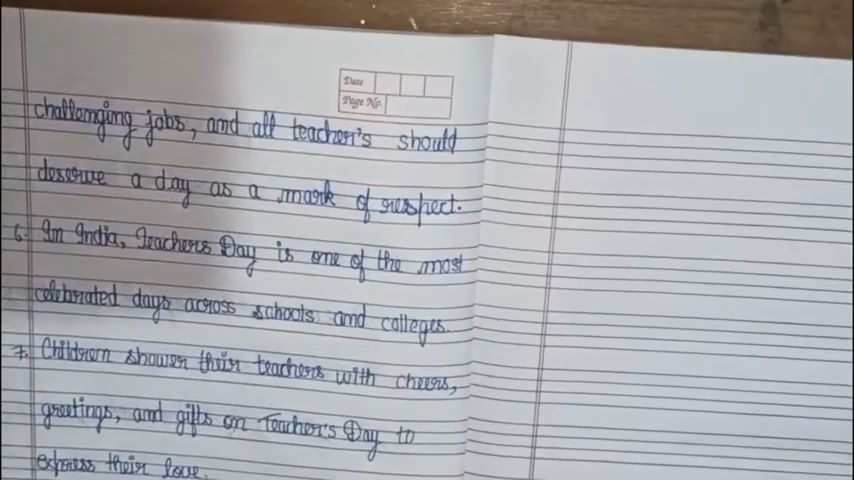 Date
Page No.
challenging jobs, and all teacher's should
deserve a day as a mark of respect.
6. In India, Teachers Day is one of the most
celebrated days across schools and colleges.
7. Children shower their teachers with cheers,
greetings, and gifts on Teacher's Day to
express their love.